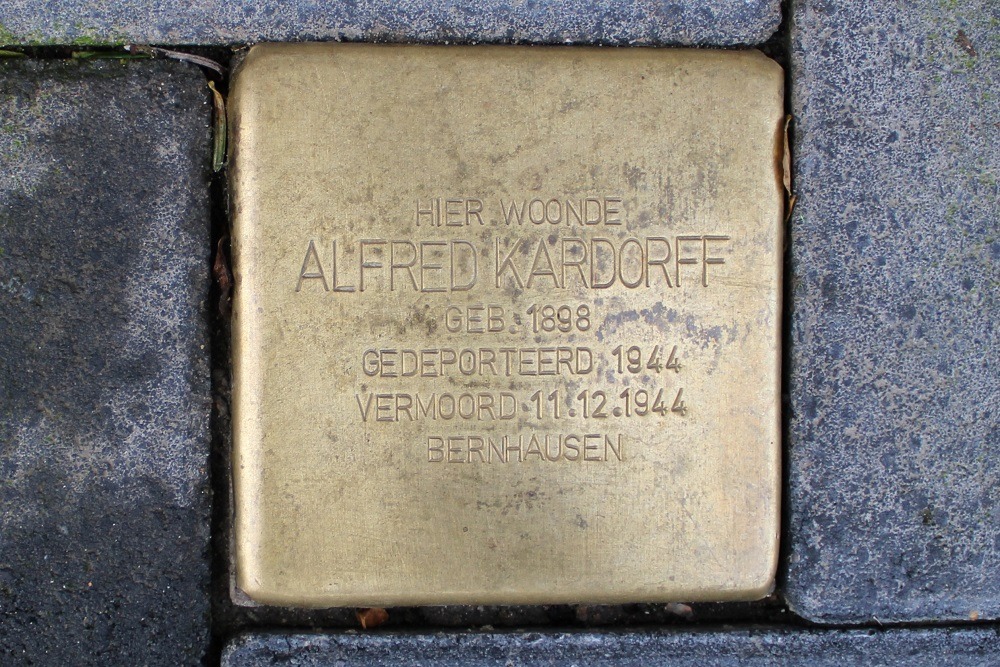 HIER WOONDE
ALFRED KARDORFF
GEB. 1898
GEDEPORTEERD 1944
VERMOORD 11.12.1944
BERNHAUSEN